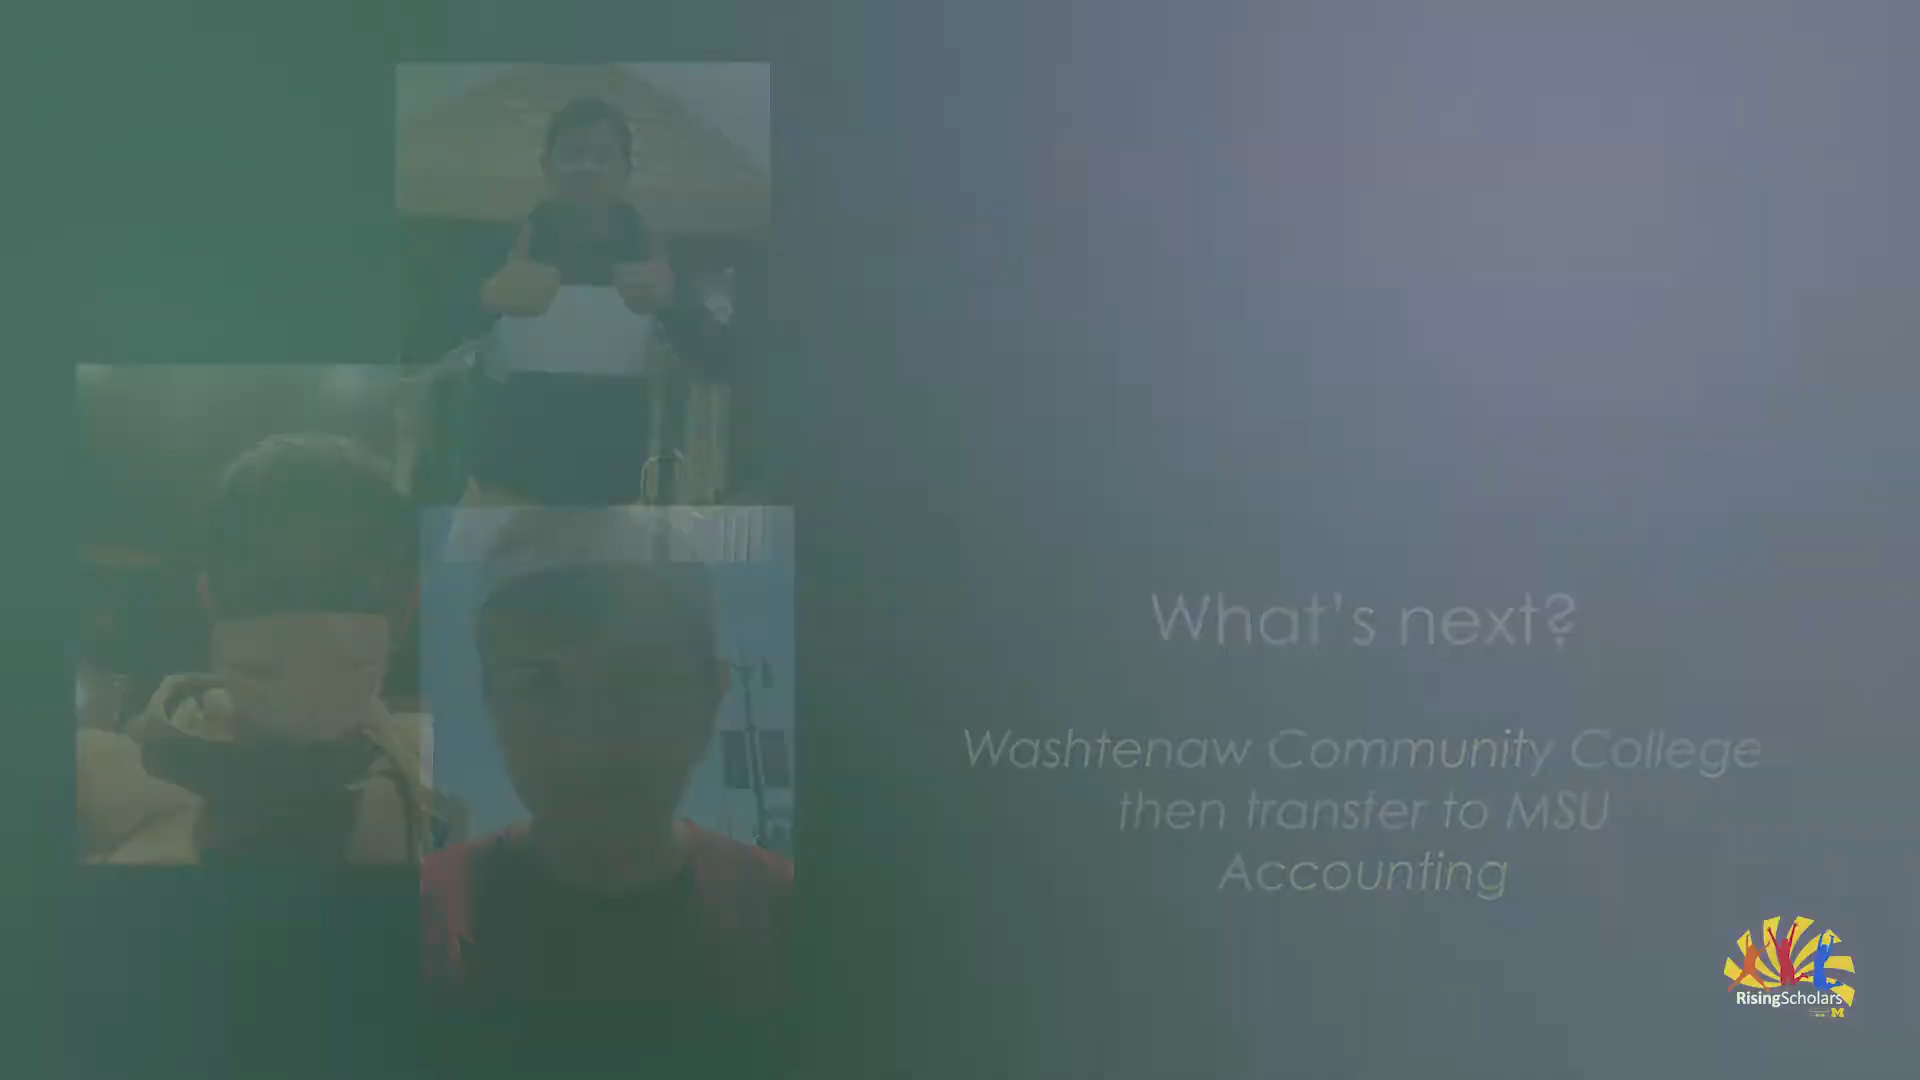 What's next?
Washtenaw Community College
then transfer to MSU
Accounting
RisingScholars
M